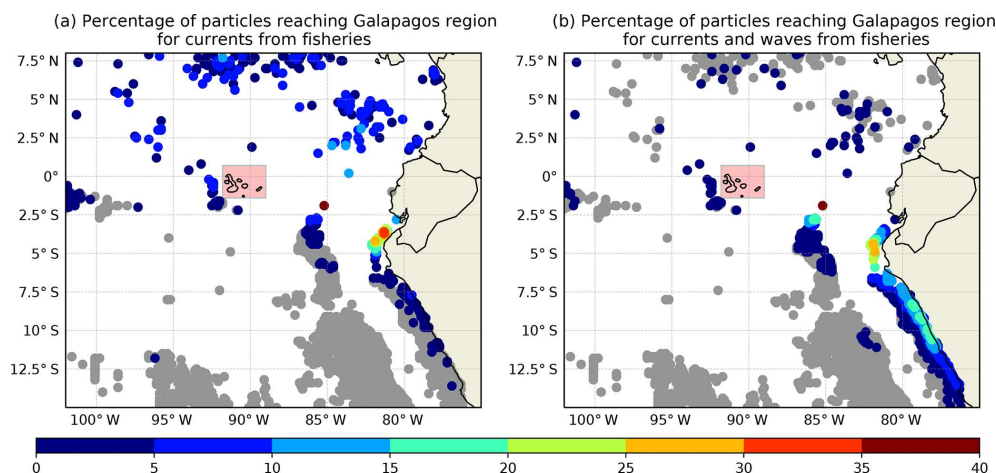 (a) Percentage of particles reaching Galapagos region
for currents from fisheries
(b) Percentage of particles reaching Galapagos region
for currents and waves from fisheries
7.5° N
5° N
2.5° N
0°
2.5° S
5° S
7.5° S
10° S
12.5° S
100° W
95° W
90° W
85° W
80° W
7.5° N
5° N
2.5° N
0°
2.5° S
5° S
7.5° S
10° S
12.5° S
100° W
95° W
90° W
85° W
80° W
0
5
10
15
20
25
30
35
40